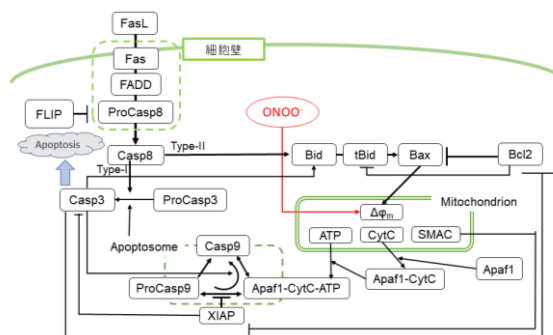 FasL
細胞壁
Fas
FADD
ProCasp8
FLIP
ONOO⁻
Apoptosis
Casp8
Type-II
Bid
tBid
Bax
Bcl2
Type-I
Casp3
ProCasp3
Mitochondrion
Δφm
Apoptosome
ATP
CytC
SMAC
Casp9
ProCasp9
Apaf1-CytC-ATP
Apaf1-CytC
Apaf1
XIAP